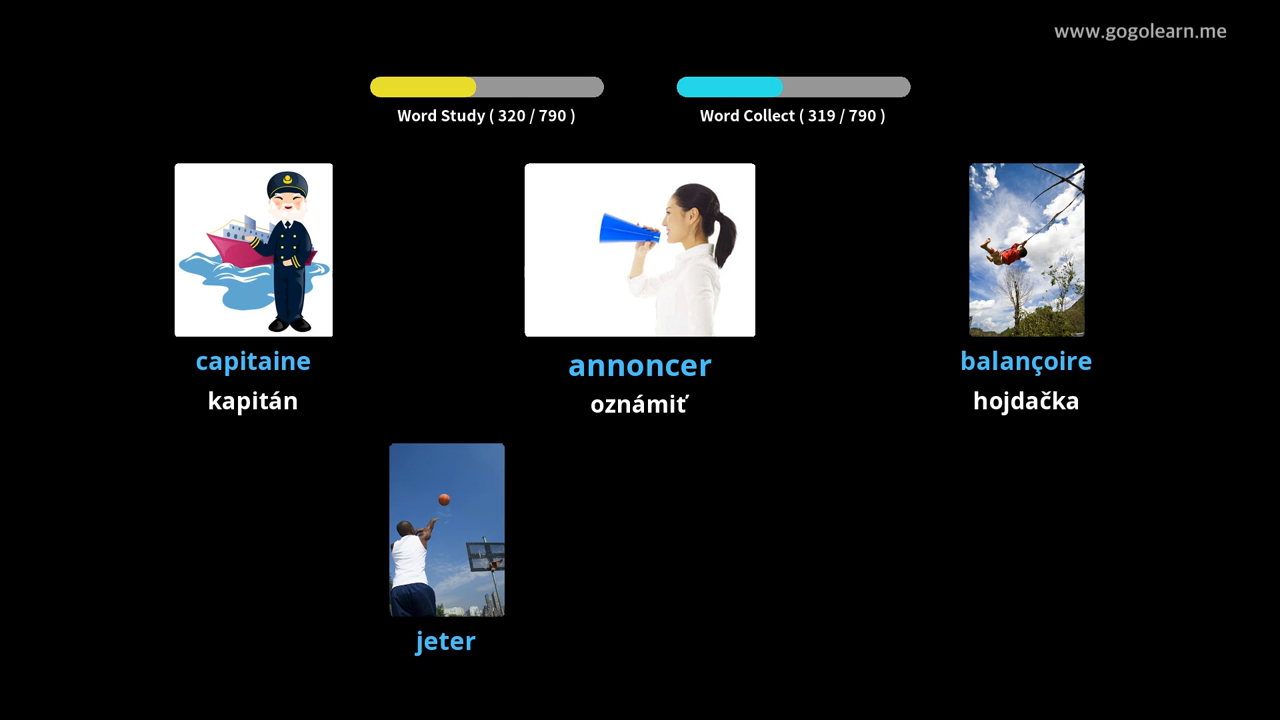 www.gogolearn.me
Word Study ( 320 / 790 )
Word Collect ( 319 / 790 )
capitaine
kapitán
annoncer
oznámiť
balançoire
hojdačka
jeter